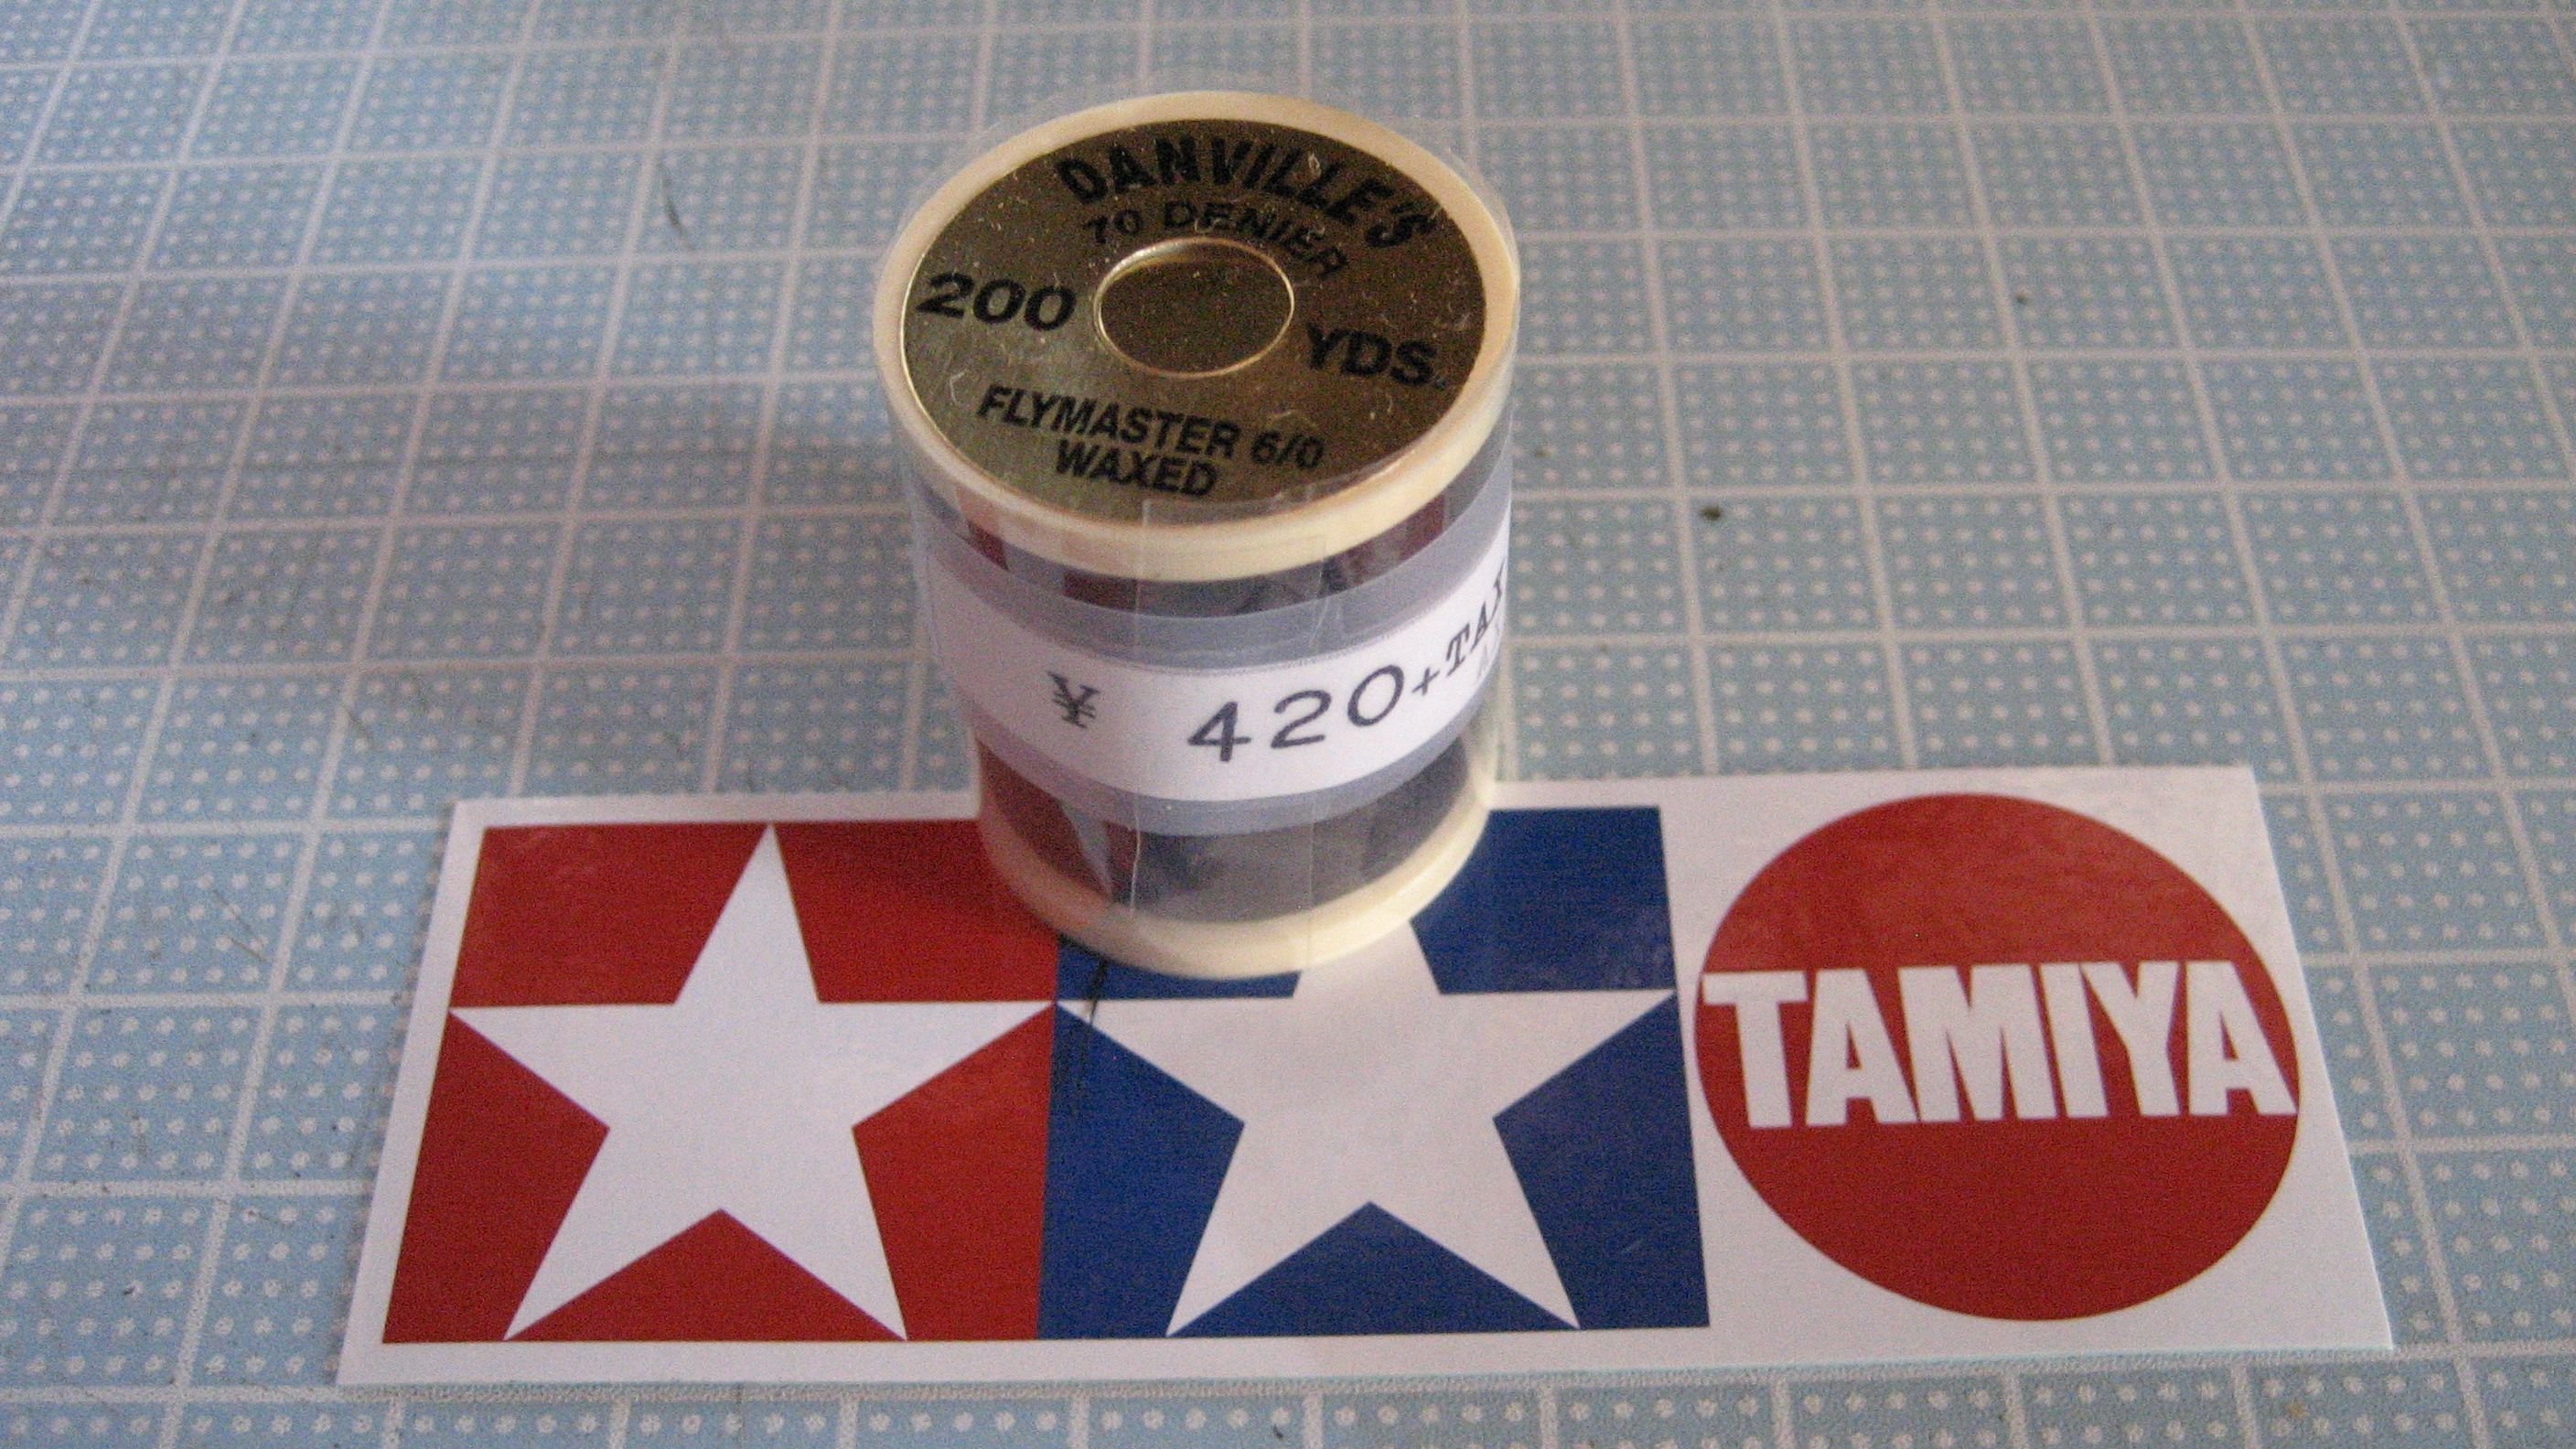 DANVILLE'S
70 DENIER
200 YDS.
FLYMASTER 6/0
WAXED
¥ 420+TAX
TAMIYA